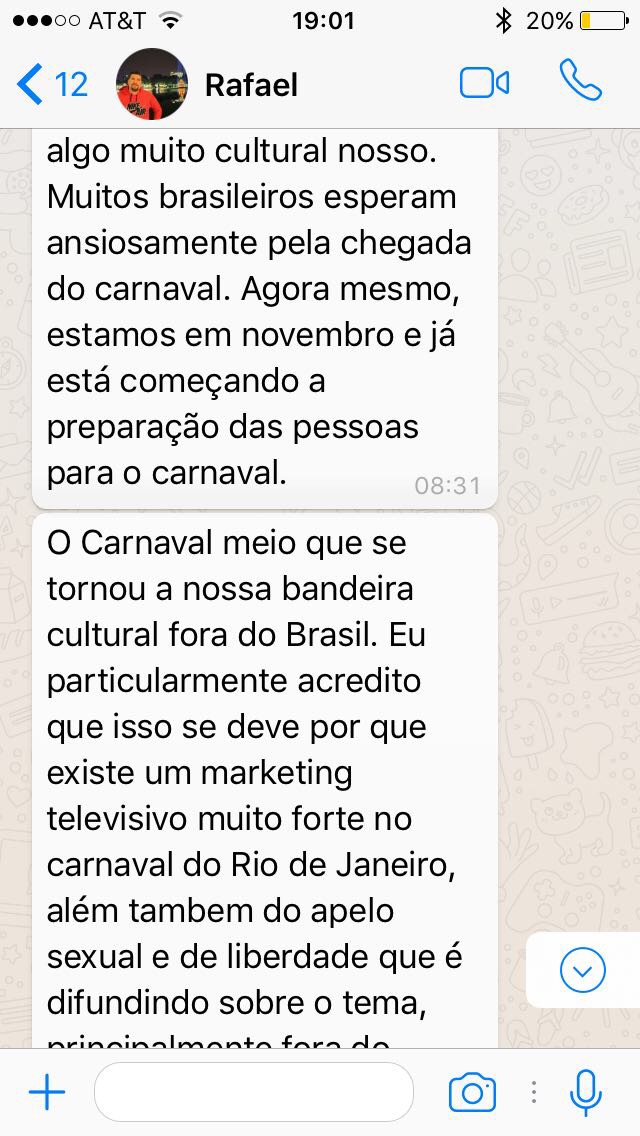 AT&T 19:01 20%
12 Rafael
algo muito cultural nosso.
Muitos brasileiros esperam
ansiosamente pela chegada
do carnaval. Agora mesmo,
estamos em novembro e já
está começando a
preparação das pessoas
para o carnaval.
08:31
O Carnaval meio que se
tornou a nossa bandeira
cultural fora do Brasil. Eu
particularmente acredito
que isso se deve por que
existe um marketing
televisivo muito forte no
carnaval do Rio de Janeiro,
além tambem do apelo
sexual e de liberdade que é
difundindo sobre o tema,
principalmente fora do